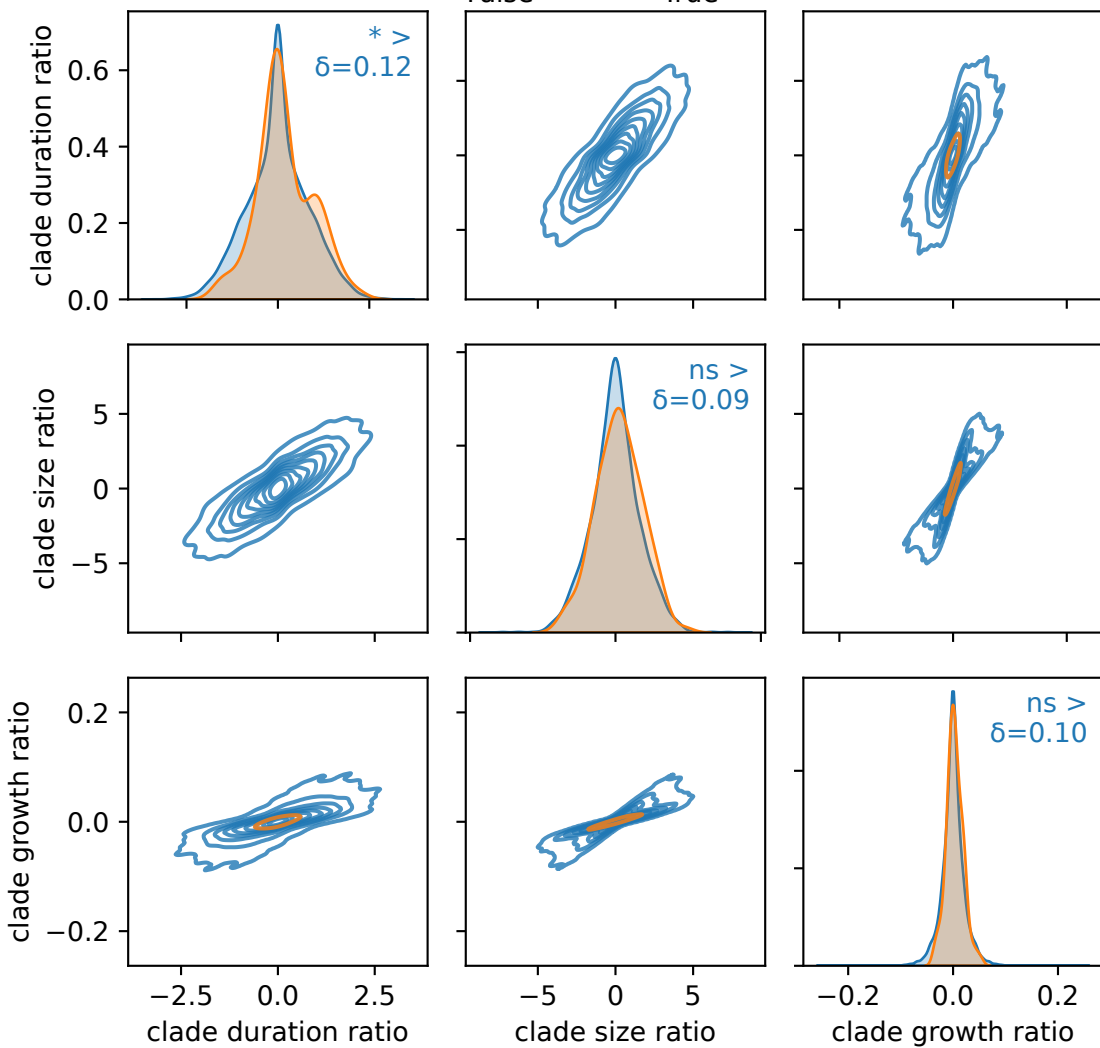 0.6
0.4
0.2
0.0
clade duration ratio
* >
δ=0.12
5
0
−5
clade size ratio
ns >
δ=0.09
0.2
0.0
−0.2
clade growth ratio
ns >
δ=0.10
−2.5 0.0 2.5
−5 0 5
−0.2 0.0 0.2
clade duration ratio
clade size ratio
clade growth ratio